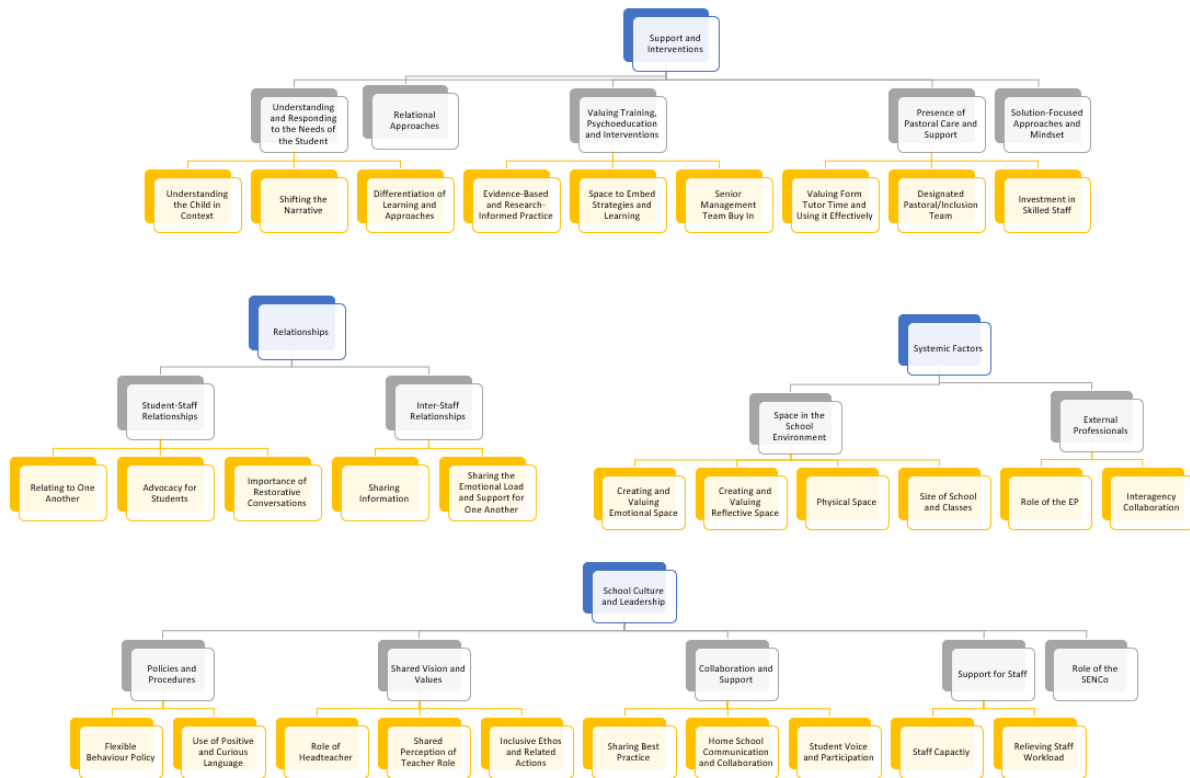 Support and
Interventions
Understanding
and Responding
to the Needs of
the Student
Relational
Approaches
Valuing Training,
Psychoeducation
and Interventions
Presence of
Pastoral Care and
Support
Solution-Focused
Approaches and
Mindset
Understanding
the Child in
Context
Shifting the
Narrative
Differentiation of
Learning and
Approaches
Evidence-Based
and Research-
Informed Practice
Space to Embed
Strategies and
Learning
Senior
Management
Team Buy In
Valuing Form
Tutor Time and
Using it Effectively
Designated
Pastoral/Inclusion
Team
Investment in
Skilled Staff
Relationships
Student-Staff
Relationships
Inter-Staff
Relationships
Relating to One
Another
Advocacy for
Students
Importance of
Restorative
Conversations
Sharing
Information
Sharing the
Emotional Load
and Support for
One Another
Systemic Factors
Space in the
School
Environment
External
Professionals
Creating and
Valuing
Emotional Space
Creating and
Valuing
Reflective Space
Physical Space
Size of School
and Classes
Role of the EP
Interagency
Collaboration
School Culture
and Leadership
Policies and
Procedures
Shared Vision and
Values
Collaboration and
Support
Support for Staff
Role of the
SENCo
Flexible
Behaviour Policy
Use of Positive
and Curious
Language
Role of
Headteacher
Shared
Perception of
Teacher Role
Inclusive Ethos
and Related
Actions
Sharing Best
Practice
Home School
Communication
and Collaboration
Student Voice
and Participation
Staff Capactiy
Relieving Staff
Workload